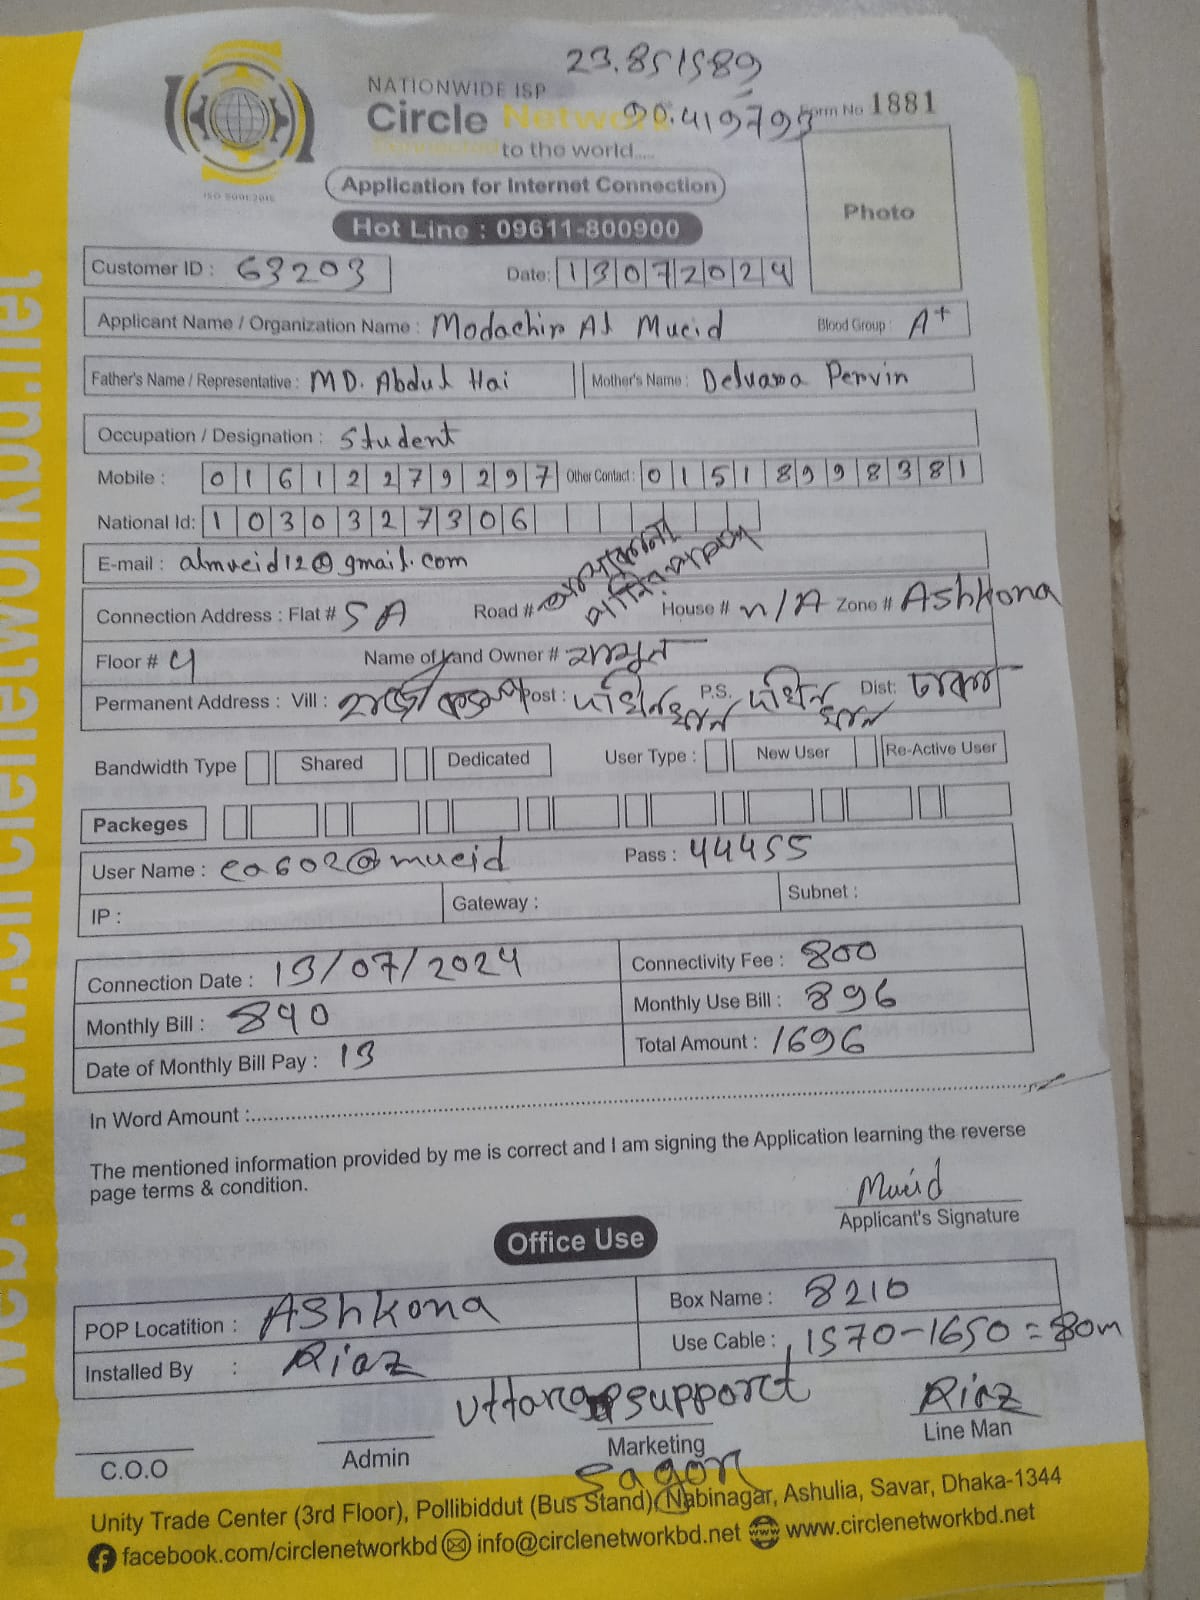 23.851589
90.419793
NATIONWIDE ISP
Circle Network
to the world....
Form No 1881
ISO 9001:2015
Application for Internet Connection
Hot Line : 09611-800900
Photo
Customer ID : 63203 Date: 13072024
Applicant Name / Organization Name : Modachir Al Mueid Blood Group : A+
Father's Name / Representative : MD. Abdul Hai Mother's Name : Delvara Pervin
Occupation / Designation : Student
Mobile : 01612279297 Other Contact : 01518998381
National Id: 1030327306
E-mail : almueid12@gmail.com
Connection Address : Flat # 5A Road # House # n/A Zone # Ashkona
Floor # 4 Name of Land Owner #
Permanent Address : Vill : Post : P.S. Dist: ঢাকা
Bandwidth Type Shared Dedicated User Type : New User Re-Active User
Packeges
User Name : ca602@mueid Pass : 44455
IP : Gateway : Subnet :
Connection Date : 13/07/2024 Connectivity Fee : 800
Monthly Bill : 840 Monthly Use Bill : 896
Date of Monthly Bill Pay : 13 Total Amount : 1696
In Word Amount :
The mentioned information provided by me is correct and I am signing the Application learning the reverse
page terms & condition.
Mueid
Applicant's Signature
Office Use
POP Locatition : Ashkona Box Name : 8210
Installed By : Riaz Use Cable : 1570-1650 = 80m
Uttara support Riaz
C.O.O Admin Marketing Line Man
Sagor
Unity Trade Center (3rd Floor), Pollibiddut (Bus Stand) Nabinagar, Ashulia, Savar, Dhaka-1344
facebook.com/circlenetworkbd info@circlenetworkbd.net www.circlenetworkbd.net
web: www.circlenetworkbd.net